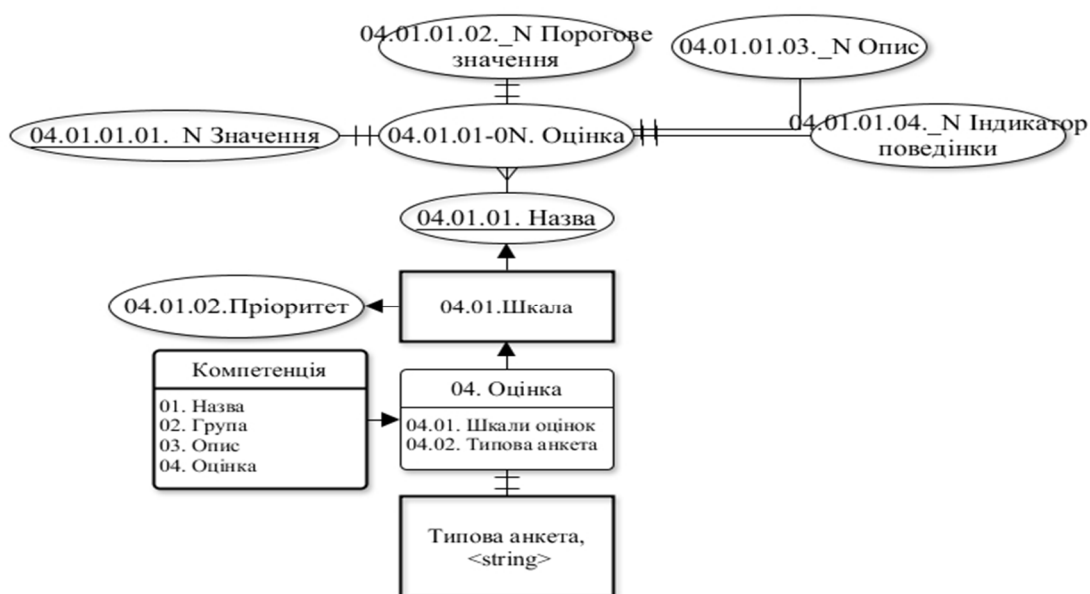 04.01.01.02._N Порогове
значення
04.01.01.03._N Опис
04.01.01.01._N Значення
04.01.01-0N. Оцінка
04.01.01.04._N Індикатор
поведінки
04.01.01. Назва
04.01.02.Пріоритет
04.01.Шкала
Компетенція
01. Назва
02. Група
03. Опис
04. Оцінка
04. Оцінка
04.01. Шкали оцінок
04.02. Типова анкета
Типова анкета,
<string>